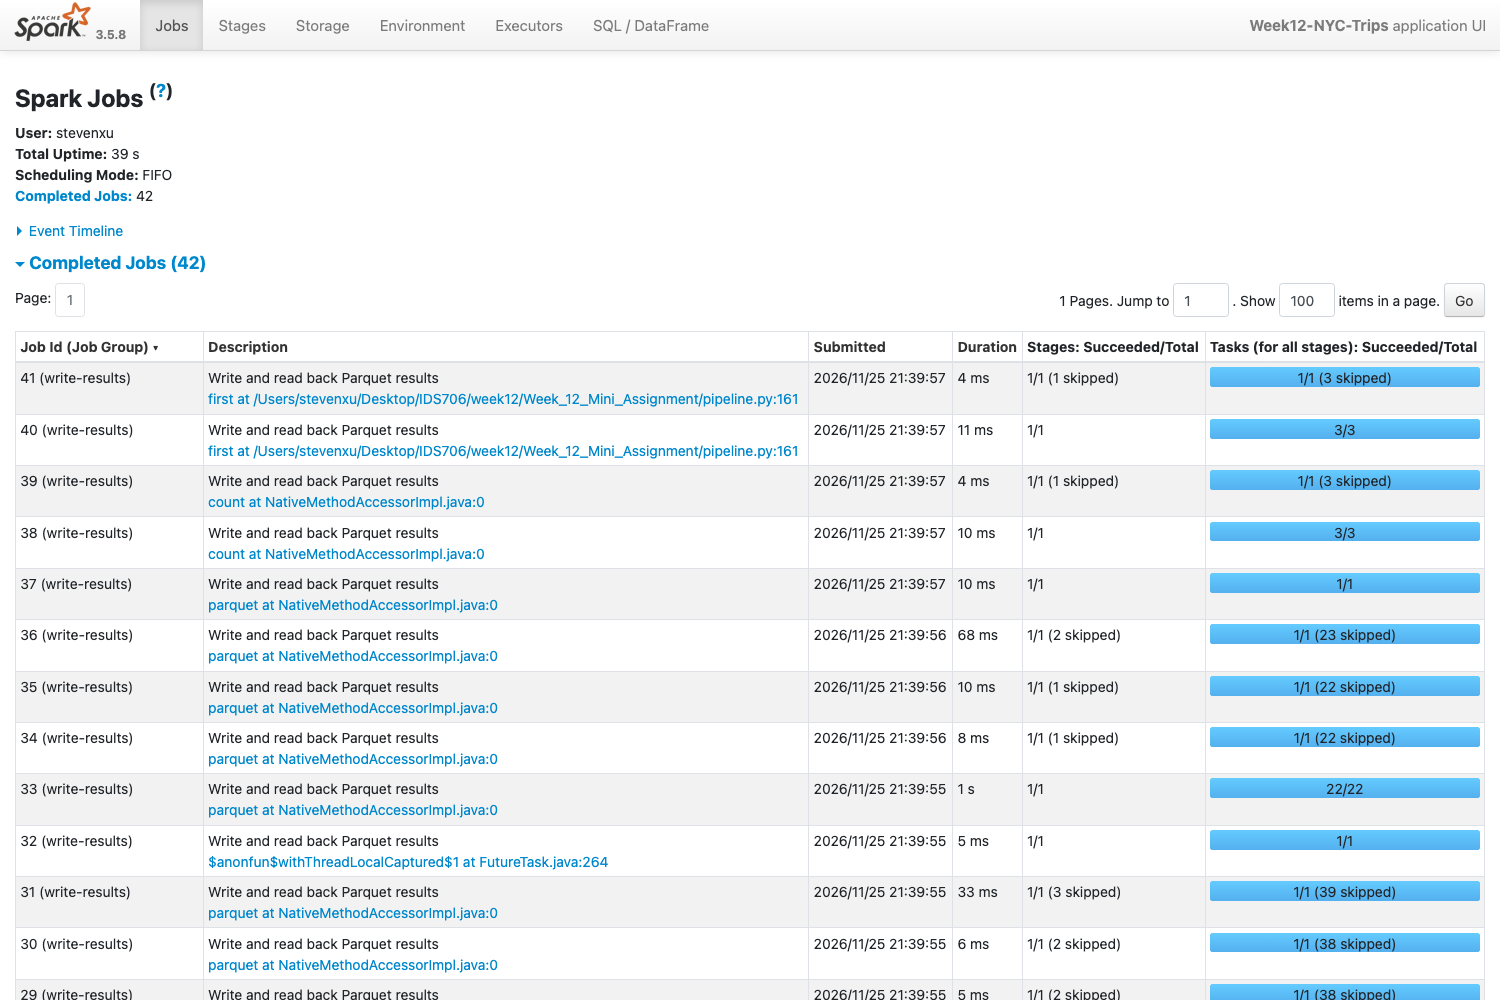 APACHE Spark 3.5.8 Jobs Stages Storage Environment Executors SQL / DataFrame Week12-NYC-Trips application UI
Spark Jobs (?)
User: stevenxu
Total Uptime: 39 s
Scheduling Mode: FIFO
Completed Jobs: 42
Event Timeline
Completed Jobs (42)
Page: 1 1 Pages. Jump to 1 . Show 100 items in a page. Go
Job Id (Job Group) ▾ Description Submitted Duration Stages: Succeeded/Total Tasks (for all stages): Succeeded/Total
41 (write-results) Write and read back Parquet results 2026/11/25 21:39:57 4 ms 1/1 (1 skipped) 1/1 (3 skipped)
first at /Users/stevenxu/Desktop/IDS706/week12/Week_12_Mini_Assignment/pipeline.py:161
40 (write-results) Write and read back Parquet results 2026/11/25 21:39:57 11 ms 1/1 3/3
first at /Users/stevenxu/Desktop/IDS706/week12/Week_12_Mini_Assignment/pipeline.py:161
39 (write-results) Write and read back Parquet results 2026/11/25 21:39:57 4 ms 1/1 (1 skipped) 1/1 (3 skipped)
count at NativeMethodAccessorImpl.java:0
38 (write-results) Write and read back Parquet results 2026/11/25 21:39:57 10 ms 1/1 3/3
count at NativeMethodAccessorImpl.java:0
37 (write-results) Write and read back Parquet results 2026/11/25 21:39:57 10 ms 1/1 1/1
parquet at NativeMethodAccessorImpl.java:0
36 (write-results) Write and read back Parquet results 2026/11/25 21:39:56 68 ms 1/1 (2 skipped) 1/1 (23 skipped)
parquet at NativeMethodAccessorImpl.java:0
35 (write-results) Write and read back Parquet results 2026/11/25 21:39:56 10 ms 1/1 (1 skipped) 1/1 (22 skipped)
parquet at NativeMethodAccessorImpl.java:0
34 (write-results) Write and read back Parquet results 2026/11/25 21:39:56 8 ms 1/1 (1 skipped) 1/1 (22 skipped)
parquet at NativeMethodAccessorImpl.java:0
33 (write-results) Write and read back Parquet results 2026/11/25 21:39:55 1 s 1/1 22/22
parquet at NativeMethodAccessorImpl.java:0
32 (write-results) Write and read back Parquet results 2026/11/25 21:39:55 5 ms 1/1 1/1
$anonfun$withThreadLocalCaptured$1 at FutureTask.java:264
31 (write-results) Write and read back Parquet results 2026/11/25 21:39:55 33 ms 1/1 (3 skipped) 1/1 (39 skipped)
parquet at NativeMethodAccessorImpl.java:0
30 (write-results) Write and read back Parquet results 2026/11/25 21:39:55 6 ms 1/1 (2 skipped) 1/1 (38 skipped)
parquet at NativeMethodAccessorImpl.java:0
29 (write-results) Write and read back Parquet results 2026/11/25 21:39:55 5 ms 1/1 (2 skipped) 1/1 (38 skipped)